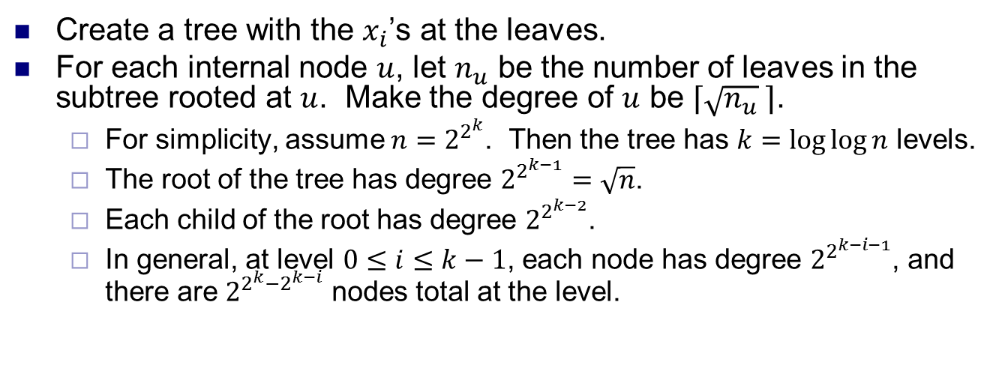 ■ Create a tree with the $x_i$'s at the leaves.
■ For each internal node $u$, let $n_u$ be the number of leaves in the
subtree rooted at $u$. Make the degree of $u$ be $\lceil \sqrt{n_u} \rceil$.
□ For simplicity, assume $n = 2^{2^k}$. Then the tree has $k = \log \log n$ levels.
□ The root of the tree has degree $2^{2^{k-1}} = \sqrt{n}$.
□ Each child of the root has degree $2^{2^{k-2}}$.
□ In general, at level $0 \leq i \leq k - 1$, each node has degree $2^{2^{k-i-1}}$, and
there are $2^{2^k - 2^{k-i}}$ nodes total at the level.